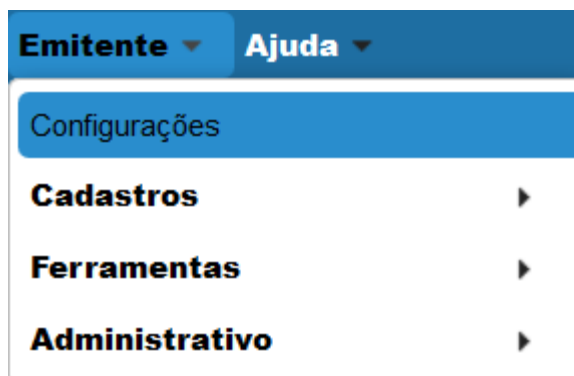 Emitente Ajuda
Configurações
Cadastros
Ferramentas
Administrativo